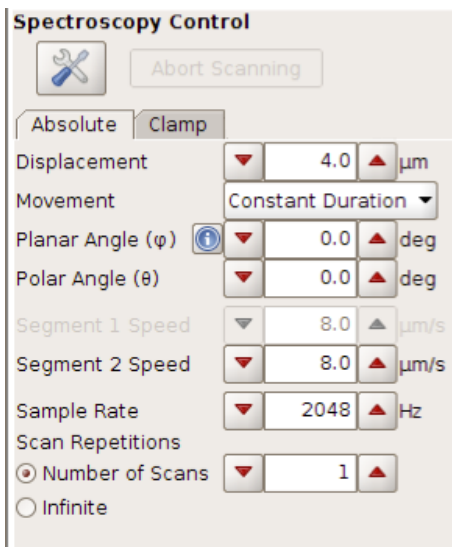 Spectroscopy Control
Abort Scanning
Absolute Clamp
Displacement 4.0 μm
Movement Constant Duration
Planar Angle (φ) 0.0 deg
Polar Angle (θ) 0.0 deg
Segment 1 Speed 8.0 μm/s
Segment 2 Speed 8.0 μm/s
Sample Rate 2048 Hz
Scan Repetitions
Number of Scans 1
Infinite